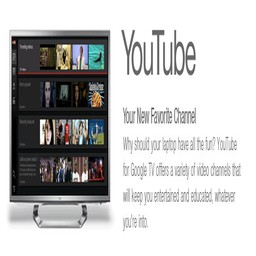 YouTube
Your New Favorite Channel
Why should your laptop have all the fun? YouTube
for Google TV offers a variety of video channels that
will keep you entertained and educated, whatever
you're into.